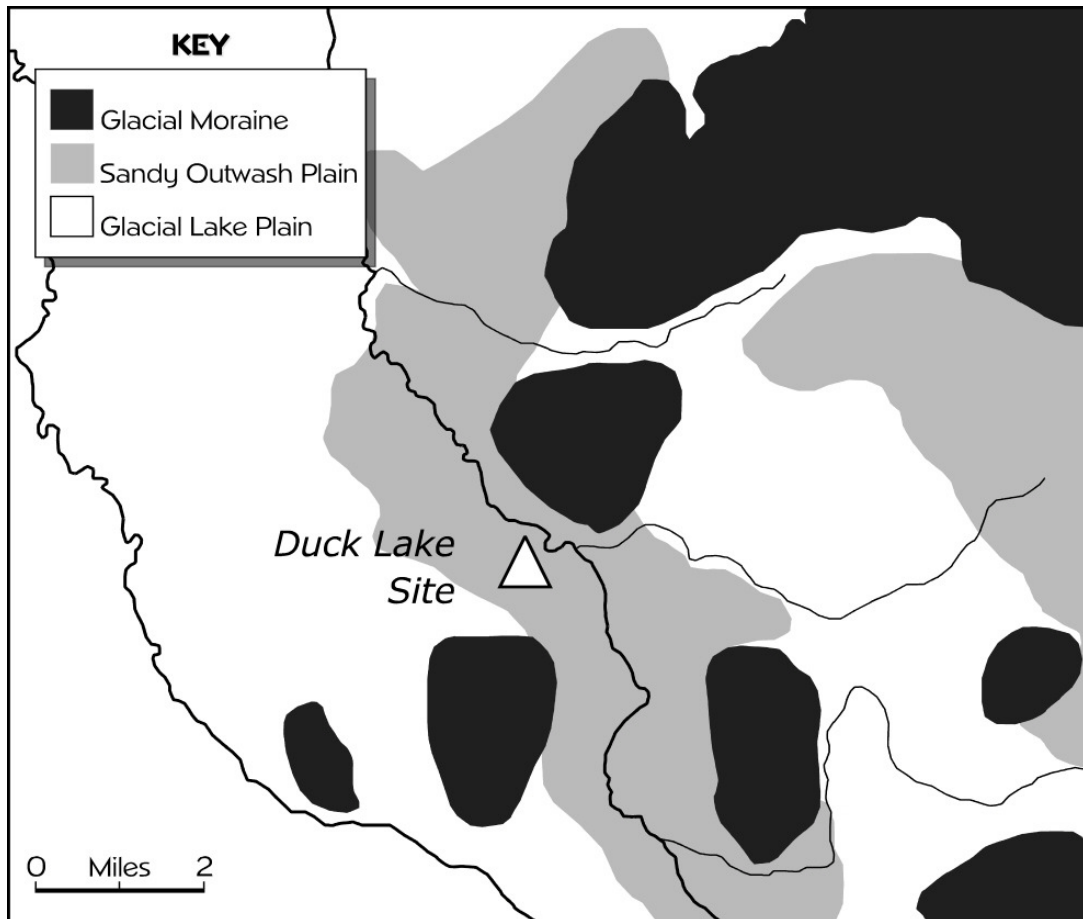 KEY
Glacial Moraine
Sandy Outwash Plain
Glacial Lake Plain
Duck Lake
Site
0 Miles 2